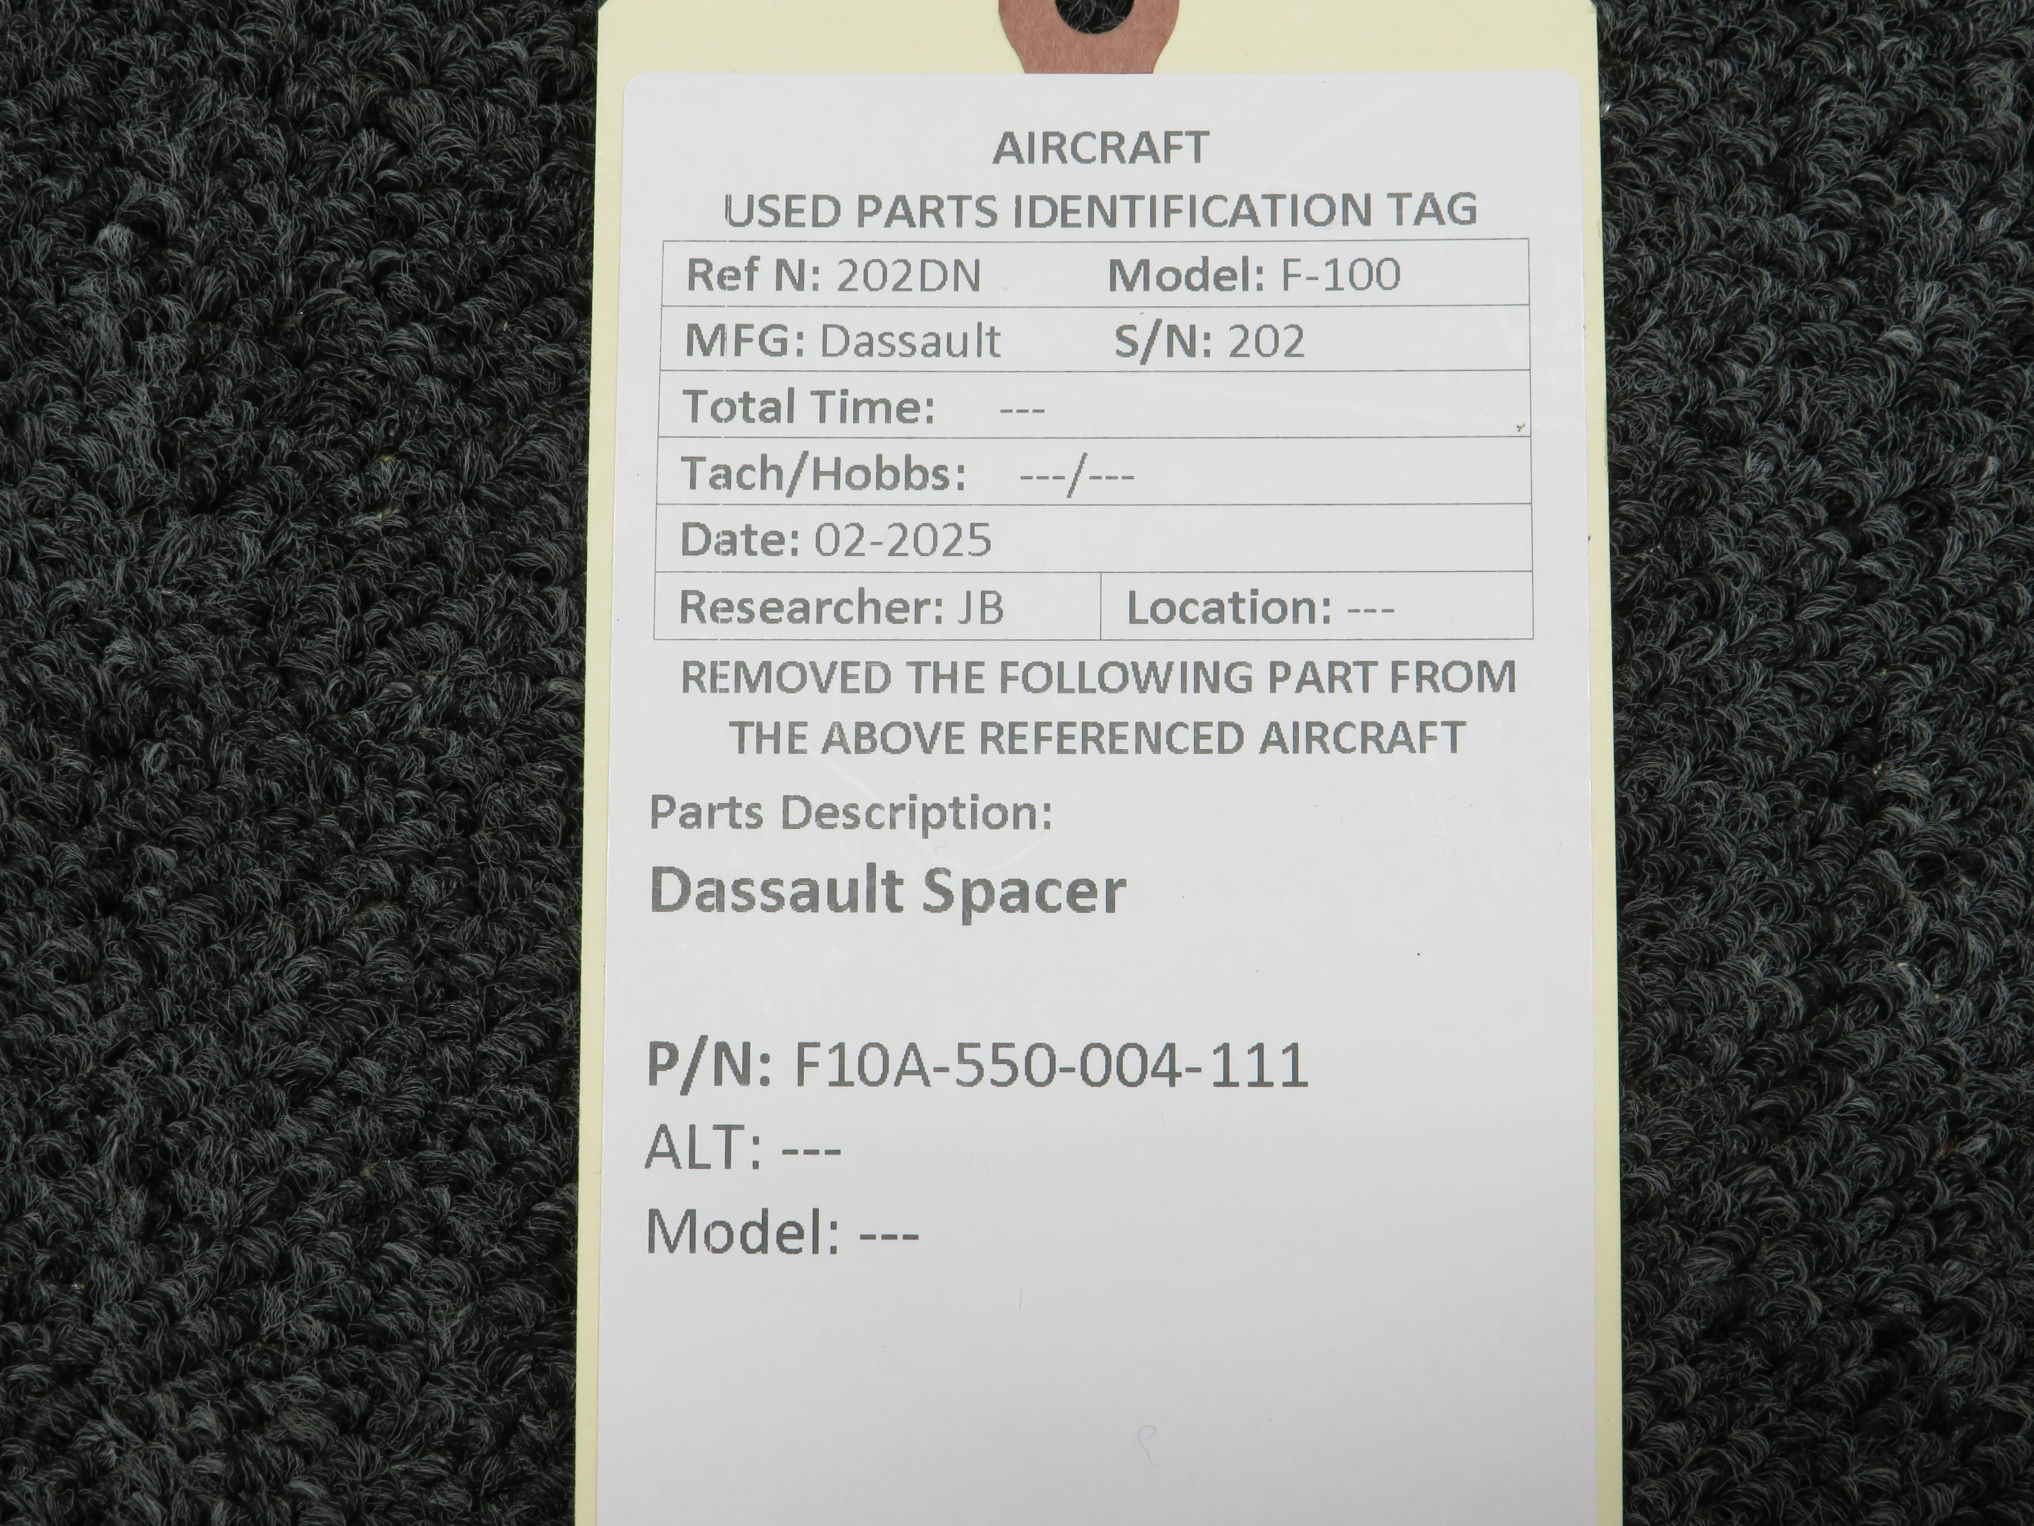 AIRCRAFT
USED PARTS IDENTIFICATION TAG
Ref N: 202DN Model: F-100
MFG: Dassault S/N: 202
Total Time: ---
Tach/Hobbs: ---/---
Date: 02-2025
Researcher: JB Location: ---
REMOVED THE FOLLOWING PART FROM
THE ABOVE REFERENCED AIRCRAFT
Parts Description:
Dassault Spacer
P/N: F10A-550-004-111
ALT: ---
Model: ---